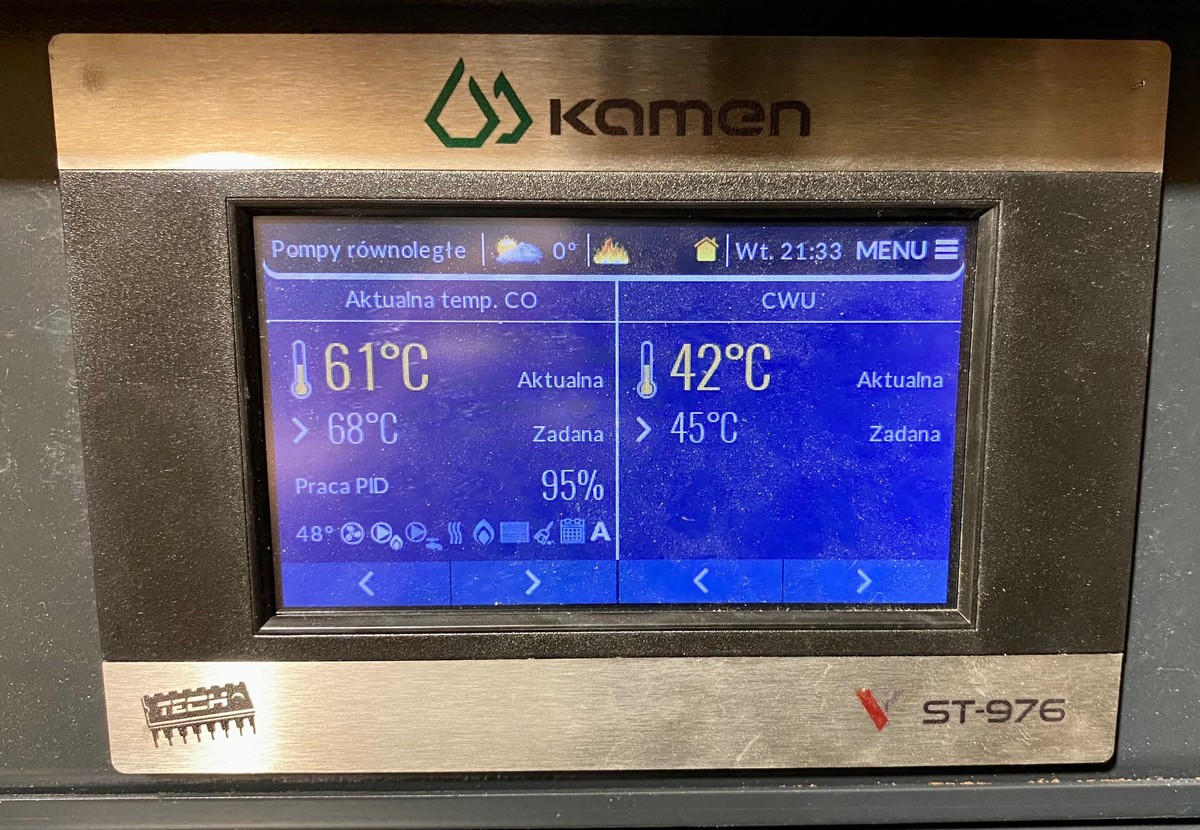 kamen
Pompy równoległe 0° Wt. 21:33 MENU
Aktualna temp. CO CWU
61°C Aktualna 42°C Aktualna
68°C Zadana 45°C Zadana
Praca PID 95%
48° A
TECH
ST-976